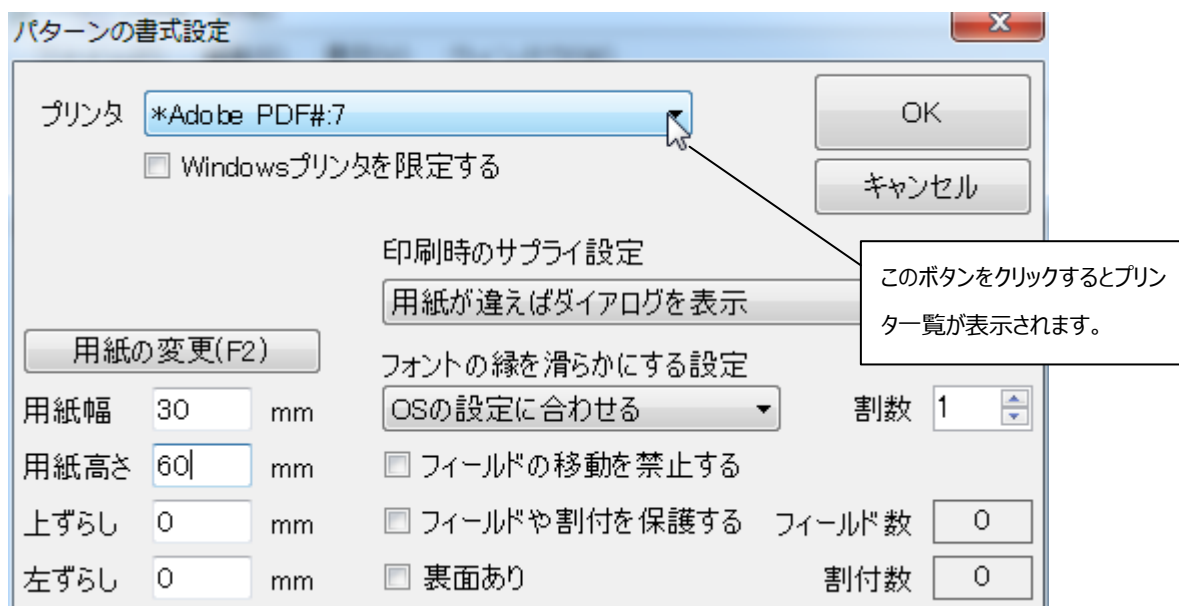 パターンの書式設定
プリンタ *Adobe PDF#:7
OK
Windowsプリンタを限定する
キャンセル
印刷時のサプライ設定
用紙が違えばダイアログを表示
このボタンをクリックするとプリン
タ一覧が表示されます。
用紙の変更(F2)
フォントの縁を滑らかにする設定
用紙幅 30 mm
OSの設定に合わせる
割数 1
用紙高さ 60 mm
フィールドの移動を禁止する
上ずらし 0 mm
フィールドや割付を保護する
フィールド数 0
左ずらし 0 mm
裏面あり
割付数 0